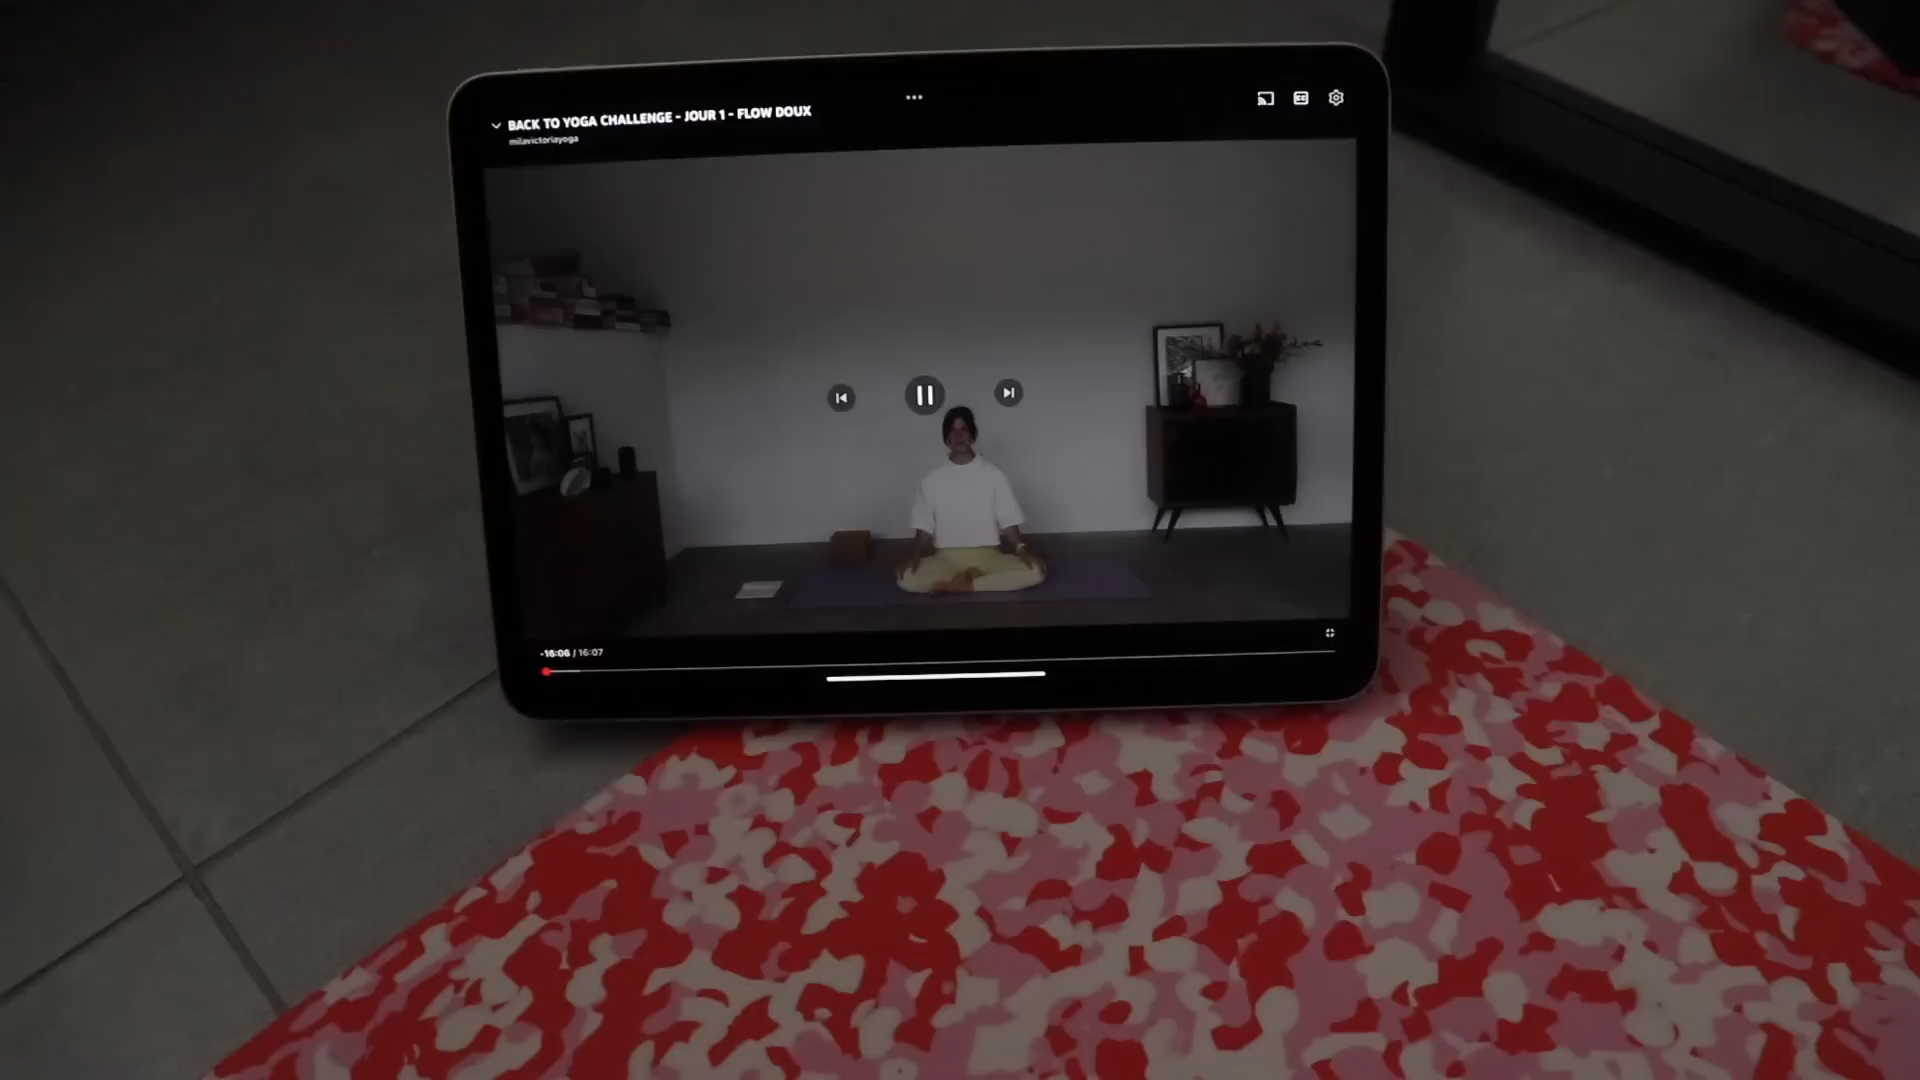 BACK TO YOGA CHALLENGE - JOUR 1 - FLOW DOUX
milavictoriayoga
-16:06 / 16:07